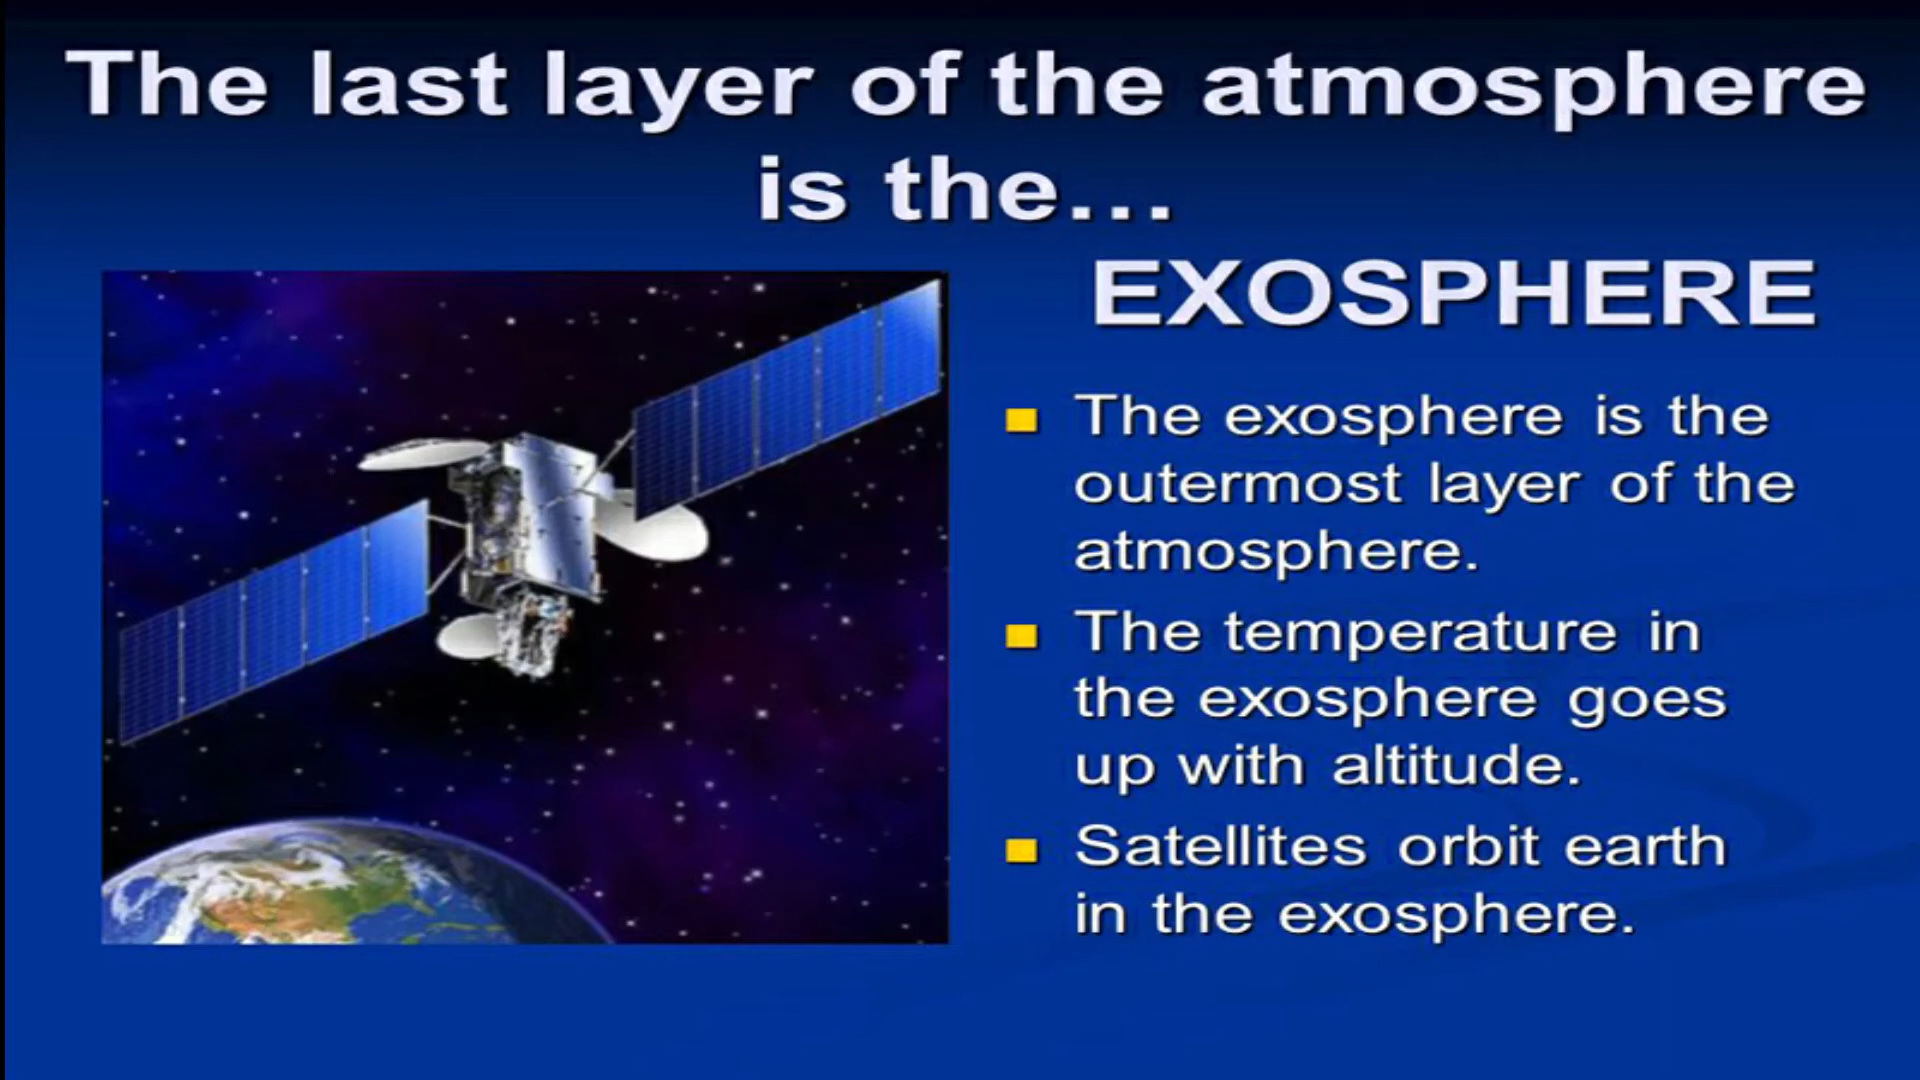 The last layer of the atmosphere
is the...
EXOSPHERE
The exosphere is the
outermost layer of the
atmosphere.
The temperature in
the exosphere goes
up with altitude.
Satellites orbit earth
in the exosphere.